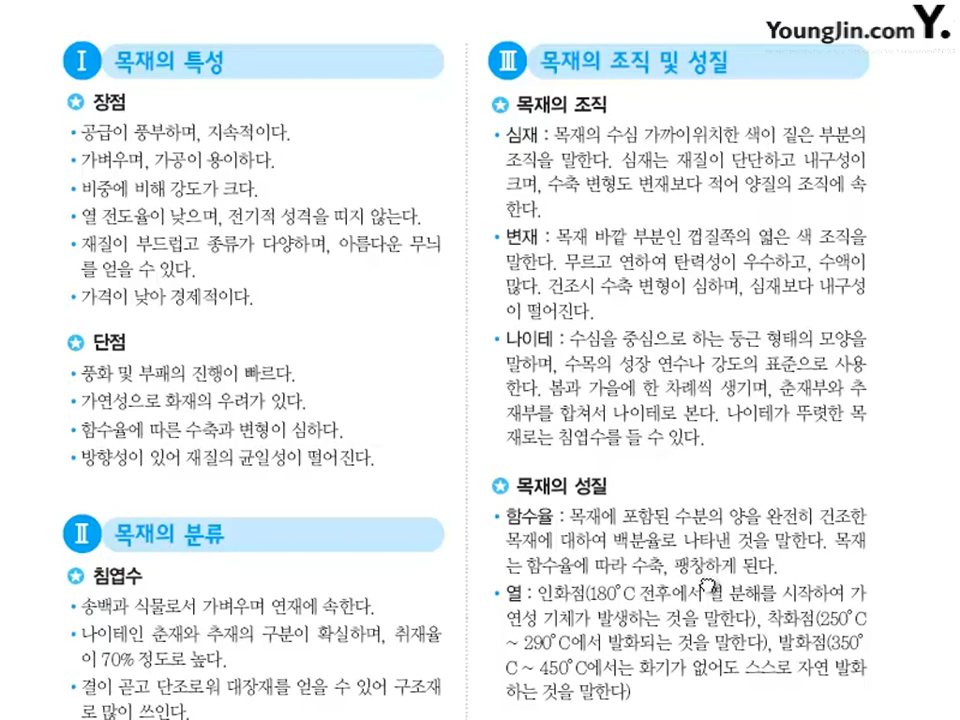 YoungJin.com Y.
Ⅰ 목재의 특성
장점
• 공급이 풍부하며, 지속적이다.
• 가벼우며, 가공이 용이하다.
• 비중에 비해 강도가 크다.
• 열 전도율이 낮으며, 전기적 성격을 띠지 않는다.
• 재질이 부드럽고 종류가 다양하며, 아름다운 무늬
를 얻을 수 있다.
• 가격이 낮아 경제적이다.
단점
• 풍화 및 부패의 진행이 빠르다.
• 가연성으로 화재의 우려가 있다.
• 함수율에 따른 수축과 변형이 심하다.
• 방향성이 있어 재질의 균일성이 떨어진다.
Ⅱ 목재의 분류
침엽수
• 송백과 식물로서 가벼우며 연재에 속한다.
• 나이테인 춘재와 추재의 구분이 확실하며, 취재율
이 70% 정도로 높다.
• 결이 곧고 단조로워 대장재를 얻을 수 있어 구조재
로 많이 쓰인다.
Ⅲ 목재의 조직 및 성질
목재의 조직
• 심재 : 목재의 수심 가까이위치한 색이 짙은 부분의
조직을 말한다. 심재는 재질이 단단하고 내구성이
크며, 수축 변형도 변재보다 적어 양질의 조직에 속
한다.
• 변재 : 목재 바깥 부분인 껍질쪽의 엷은 색 조직을
말한다. 무르고 연하여 탄력성이 우수하고, 수액이
많다. 건조시 수축 변형이 심하며, 심재보다 내구성
이 떨어진다.
• 나이테 : 수심을 중심으로 하는 둥근 형태의 모양을
말하며, 수목의 성장 연수나 강도의 표준으로 사용
한다. 봄과 가을에 한 차례씩 생기며, 춘재부와 추
재부를 합쳐서 나이테로 본다. 나이테가 뚜렷한 목
재로는 침엽수를 들 수 있다.
목재의 성질
• 함수율 : 목재에 포함된 수분의 양을 완전히 건조한
목재에 대하여 백분율로 나타낸 것을 말한다. 목재
는 함수율에 따라 수축, 팽창하게 된다.
• 열 : 인화점(180°C 전후에서 열 분해를 시작하여 가
연성 기체가 발생하는 것을 말한다), 착화점(250°C
~ 290°C에서 발화되는 것을 말한다), 발화점(350°
C ~ 450°C에서는 화기가 없어도 스스로 자연 발화
하는 것을 말한다)